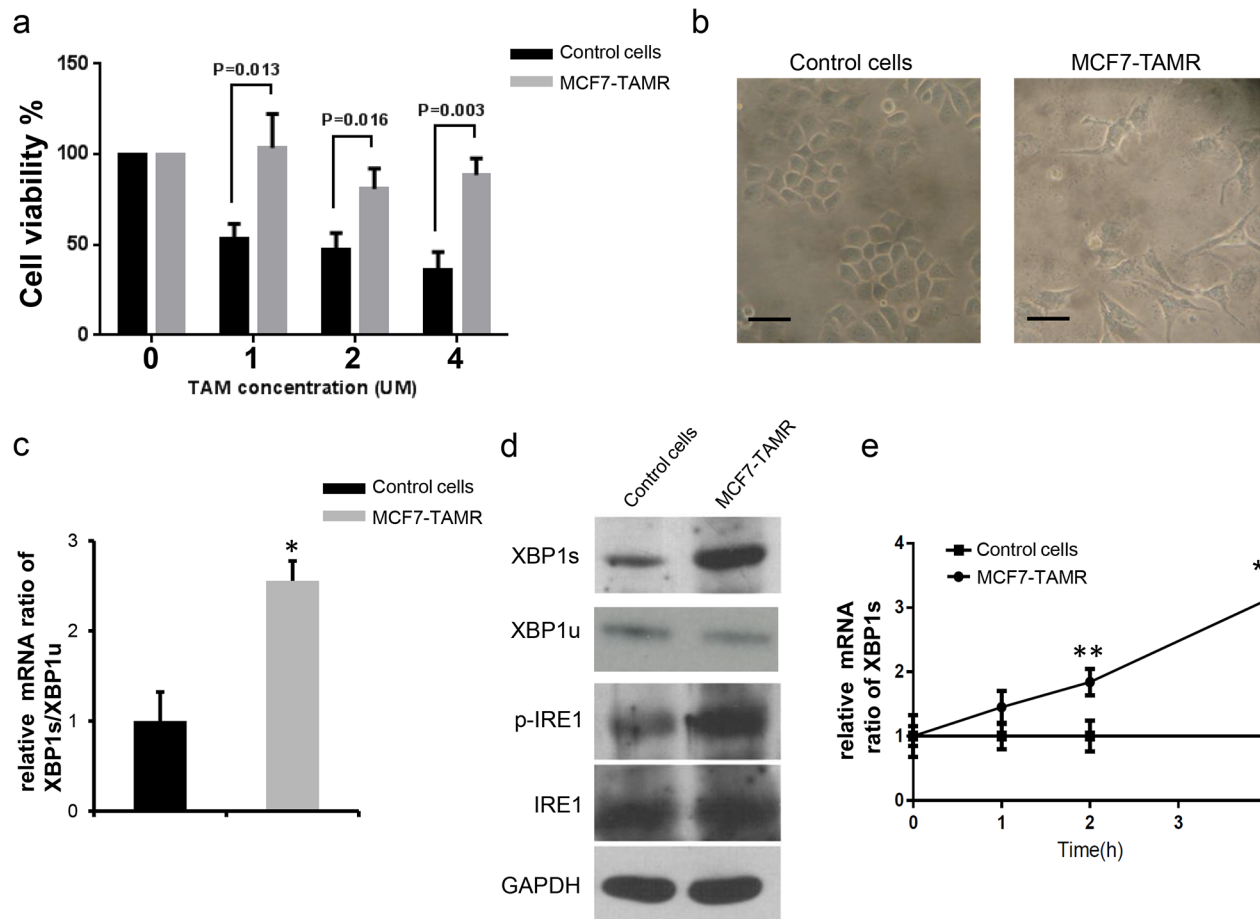 a
Control cells
MCF7-TAMR
Cell viability %
150
100
50
0
P=0.013
P=0.016
P=0.003
0 1 2 4
TAM concentration (UM)
b
Control cells
MCF7-TAMR
c
Control cells
MCF7-TAMR
relative mRNA ratio of
XBP1s/XBP1u
3
2
1
0
*
d
Control cells
MCF7-TAMR
XBP1s
XBP1u
p-IRE1
IRE1
GAPDH
e
Control cells
MCF7-TAMR
relative mRNA
ratio of XBP1s
4
3
2
1
0
**
*
0 1 2 3
Time(h)